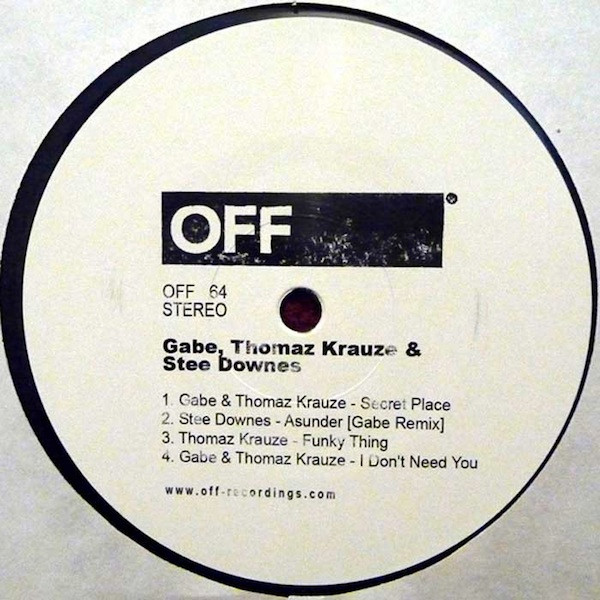 OFF®
OFF 64
STEREO
Gabe, Thomaz Krauze &
Stee Downes
1. Gabe & Thomaz Krauze - Secret Place
2. Stee Downes - Asunder [Gabe Remix]
3. Thomaz Krauze - Funky Thing
4. Gabe & Thomaz Krauze - I Don't Need You
www.off-recordings.com